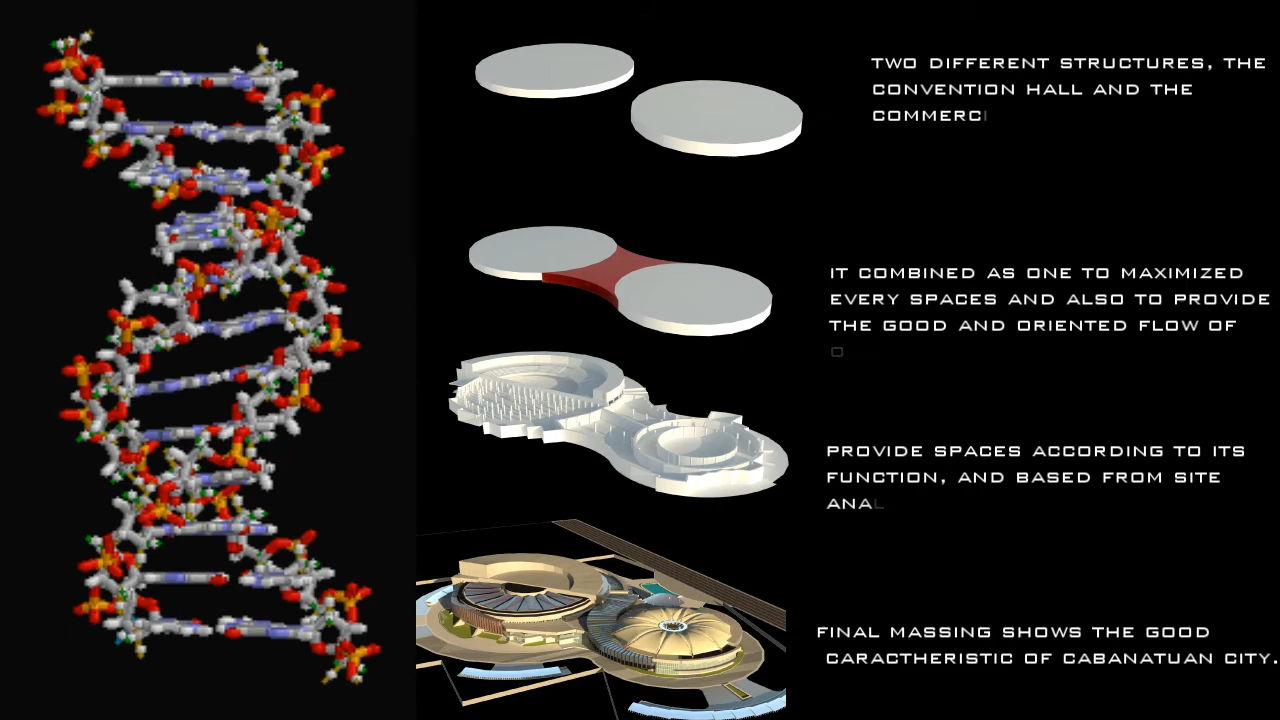 TWO DIFFERENT STRUCTURES, THE
CONVENTION HALL AND THE
COMMERCI
IT COMBINED AS ONE TO MAXIMIZED
EVERY SPACES AND ALSO TO PROVIDE
THE GOOD AND ORIENTED FLOW OF
PROVIDE SPACES ACCORDING TO ITS
FUNCTION, AND BASED FROM SITE
ANAL
FINAL MASSING SHOWS THE GOOD
CARACTHERISTIC OF CABANATUAN CITY.